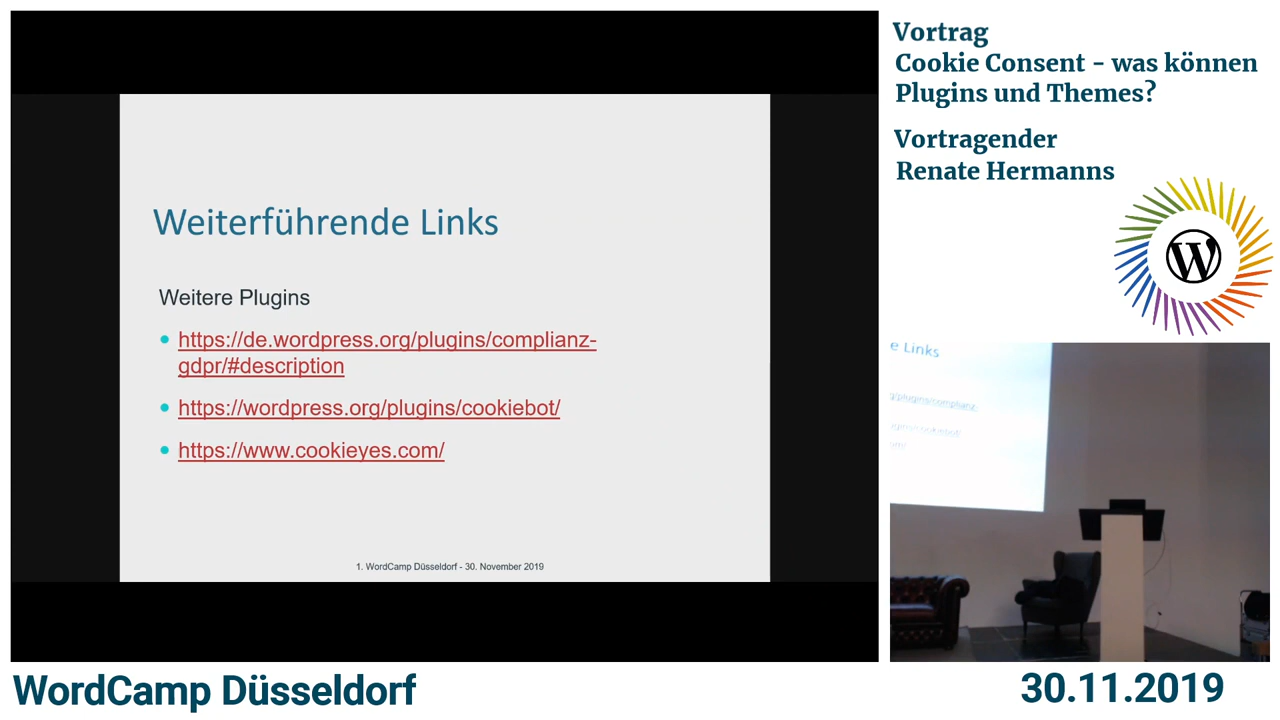 Weiterführende Links
Weitere Plugins
https://de.wordpress.org/plugins/complianz-
gdpr/#description
https://wordpress.org/plugins/cookiebot/
https://www.cookieyes.com/
1. WordCamp Düsseldorf - 30. November 2019
Vortrag
Cookie Consent - was können
Plugins und Themes?
Vortragender
Renate Hermanns
W
e Links
g/plugins/complianz-
WordCamp Düsseldorf
30.11.2019